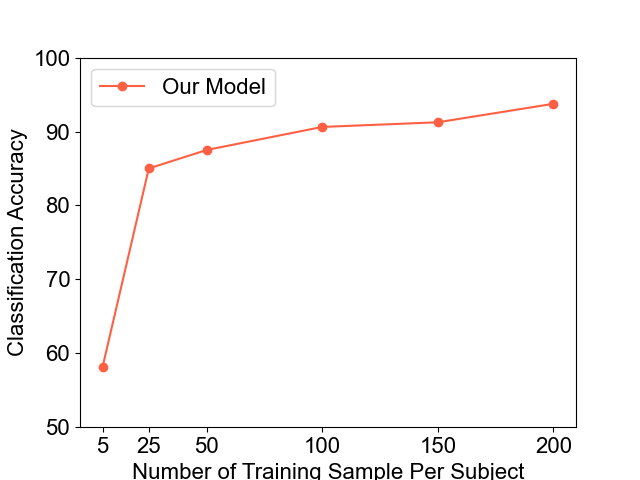 100
90
80
70
60
50
Classification Accuracy
Our Model
5 25 50 100 150 200
Number of Training Sample Per Subject